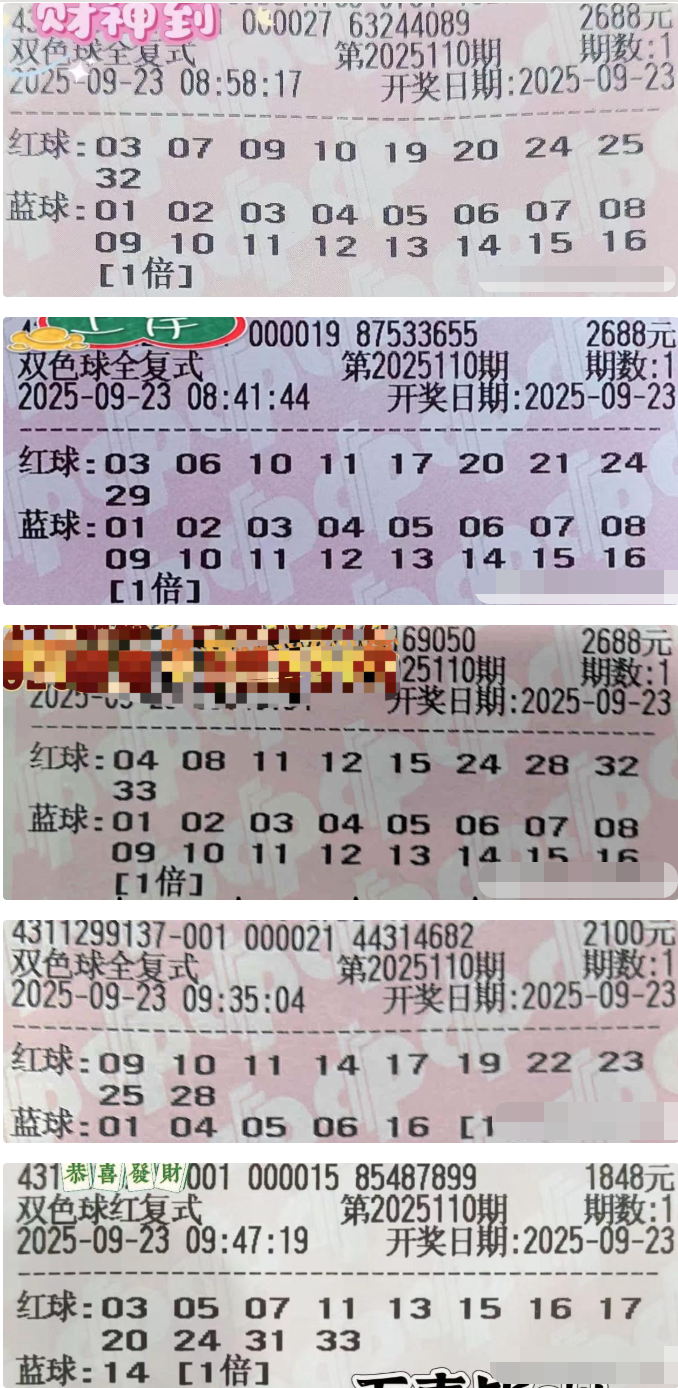 财神到
000027 63244089 2688元
双色球全复式 第2025110期 期数:1
2025-09-23 08:58:17 开奖日期:2025-09-23
红球:03 07 09 10 19 20 24 25
32
蓝球:01 02 03 04 05 06 07 08
09 10 11 12 13 14 15 16
[1倍]
上岸
000019 87533655 2688元
双色球全复式 第2025110期 期数:1
2025-09-23 08:41:44 开奖日期:2025-09-23
红球:03 06 10 11 17 20 21 24
29
蓝球:01 02 03 04 05 06 07 08
09 10 11 12 13 14 15 16
[1倍]
69050 2688元
025110期 期数:1
开奖日期:2025-09-23
红球:04 08 11 12 15 24 28 32
33
蓝球:01 02 03 04 05 06 07 08
09 10 11 12 13 14 15 16
[1倍]
4311299137-001 000021 44314682 2100元
双色球全复式 第2025110期 期数:1
2025-09-23 09:35:04 开奖日期:2025-09-23
红球:09 10 11 14 17 19 22 23
25 28
蓝球:01 04 05 06 16 [1
431 恭喜發財 001 000015 85487899 1848元
双色球红复式 第2025110期 期数:1
2025-09-23 09:47:19 开奖日期:2025-09-23
红球:03 05 07 11 13 15 16 17
20 24 31 33
蓝球:14 [1倍]